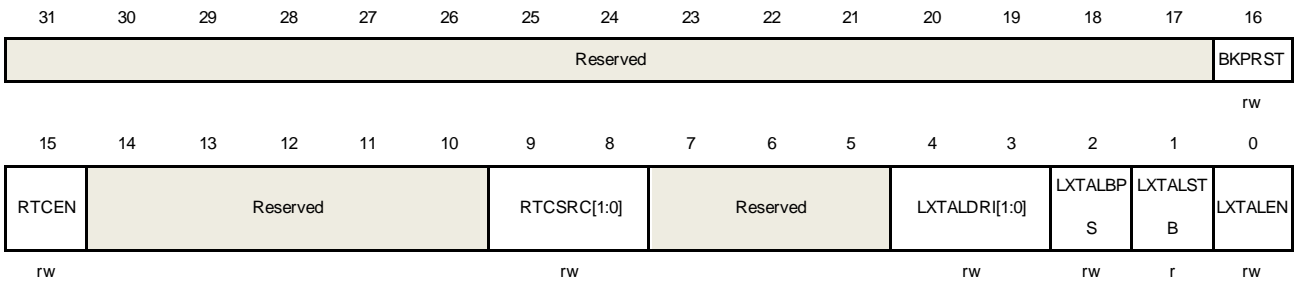 31 30 29 28 27 26 25 24 23 22 21 20 19 18 17 16
Reserved BKPRST
rw
15 14 13 12 11 10 9 8 7 6 5 4 3 2 1 0
RTCEN Reserved RTCSRC[1:0] Reserved LXTALDRI[1:0] LXTALBP LXTALST LXTALEN
S B
rw rw rw rw r rw